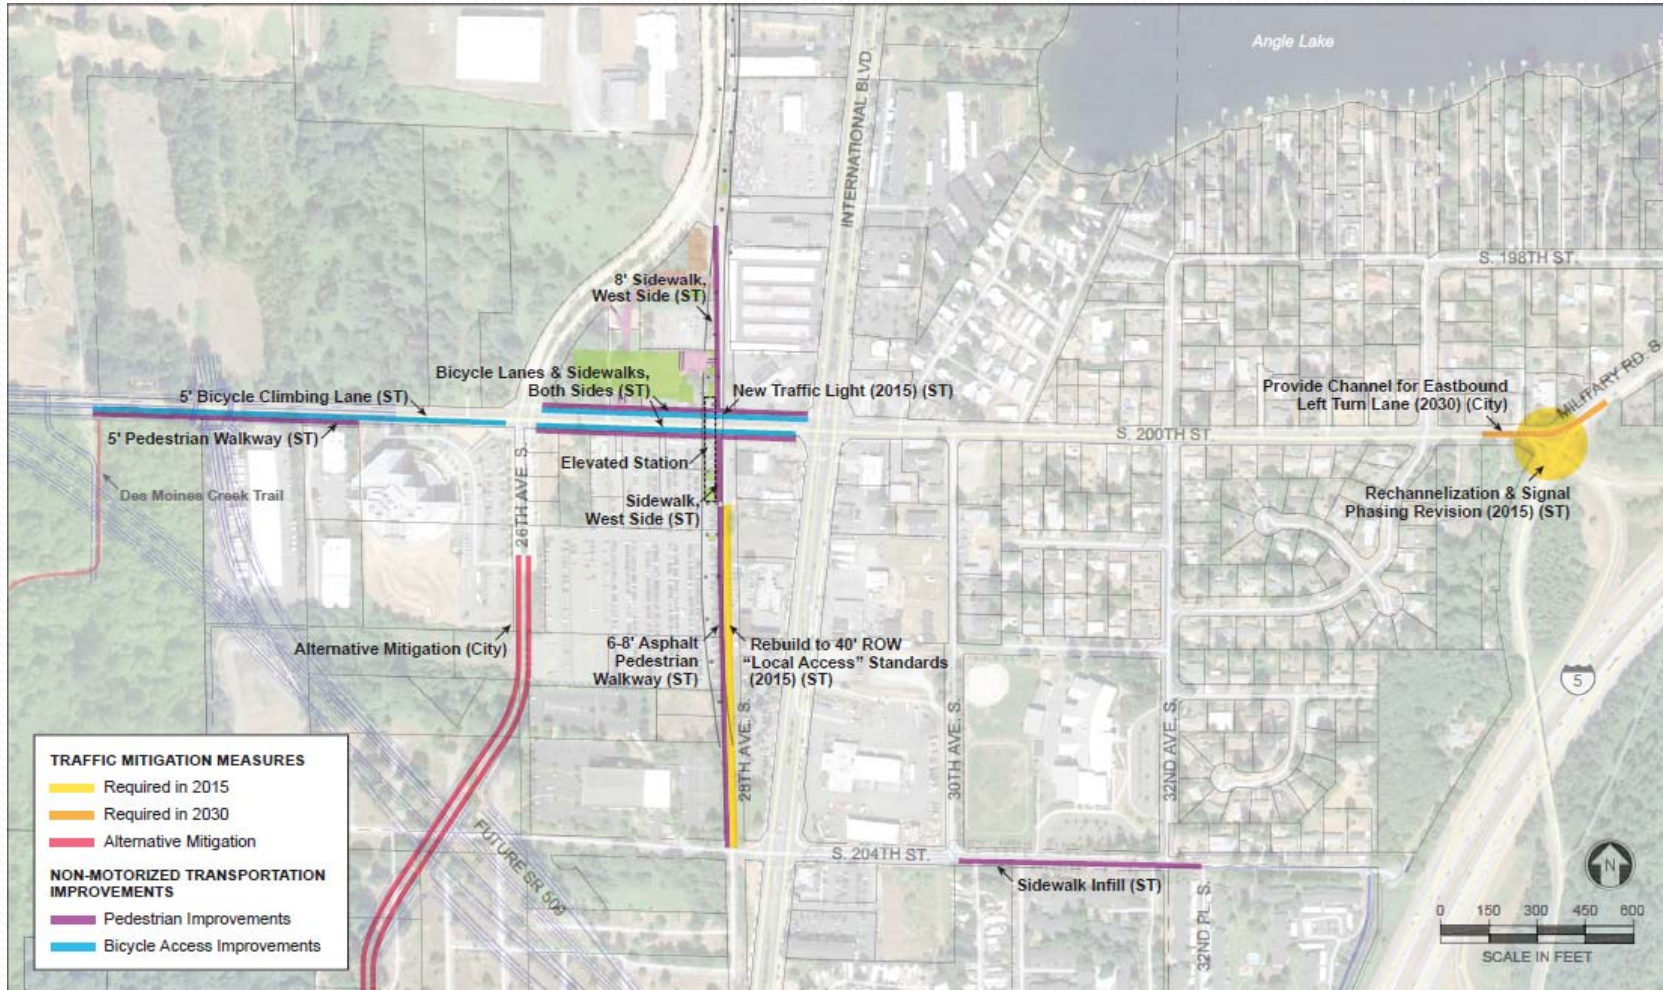 Angle Lake
INTERNATIONAL BLVD.
S. 198TH ST.
8' Sidewalk,
West Side (ST)
Bicycle Lanes & Sidewalks,
Both Sides (ST)
New Traffic Light (2015) (ST)
5' Bicycle Climbing Lane (ST)
5' Pedestrian Walkway (ST)
Provide Channel for Eastbound
Left Turn Lane (2030) (City)
MILITARY RD. S.
S. 200TH ST.
Elevated Station
26TH AVE. S.
Des Moines Creek Trail
Sidewalk,
West Side (ST)
Rechannelization & Signal
Phasing Revision (2015) (ST)
Alternative Mitigation (City)
6-8' Asphalt
Pedestrian
Walkway (ST)
Rebuild to 40' ROW
“Local Access” Standards
(2015) (ST)
5
28TH AVE. S.
30TH AVE. S.
32ND AVE. S.
FUTURE SR 509
S. 204TH ST.
Sidewalk Infill (ST)
32ND PL. S.
TRAFFIC MITIGATION MEASURES
Required in 2015
Required in 2030
Alternative Mitigation
NON-MOTORIZED TRANSPORTATION
IMPROVEMENTS
Pedestrian Improvements
Bicycle Access Improvements
N
0 150 300 450 600
SCALE IN FEET